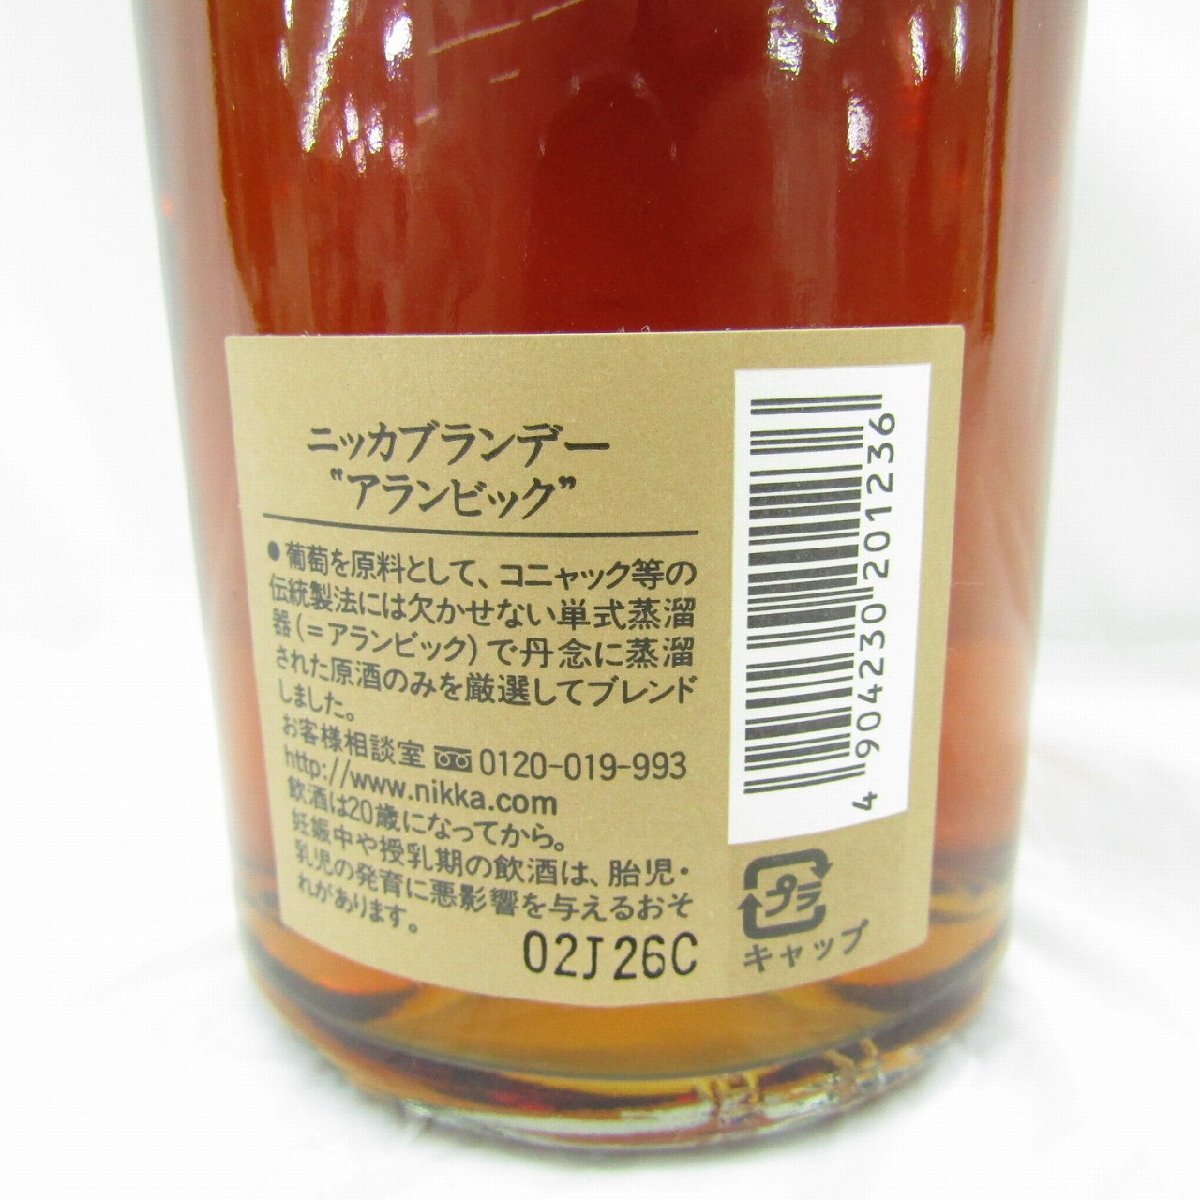 ニッカブランデー
"アランビック"
●葡萄を原料として、コニャック等の
伝統製法には欠かせない単式蒸溜
器(=アランビック)で丹念に蒸溜
された原酒のみを厳選してブレンド
しました。
お客様相談室 0120-019-993
http://www.nikka.com
飲酒は20歳になってから。
妊娠中や授乳期の飲酒は、胎児・
乳児の発育に悪影響を与えるおそ
れがあります。
02J26C
4 904230 201236
プラ
キャップ